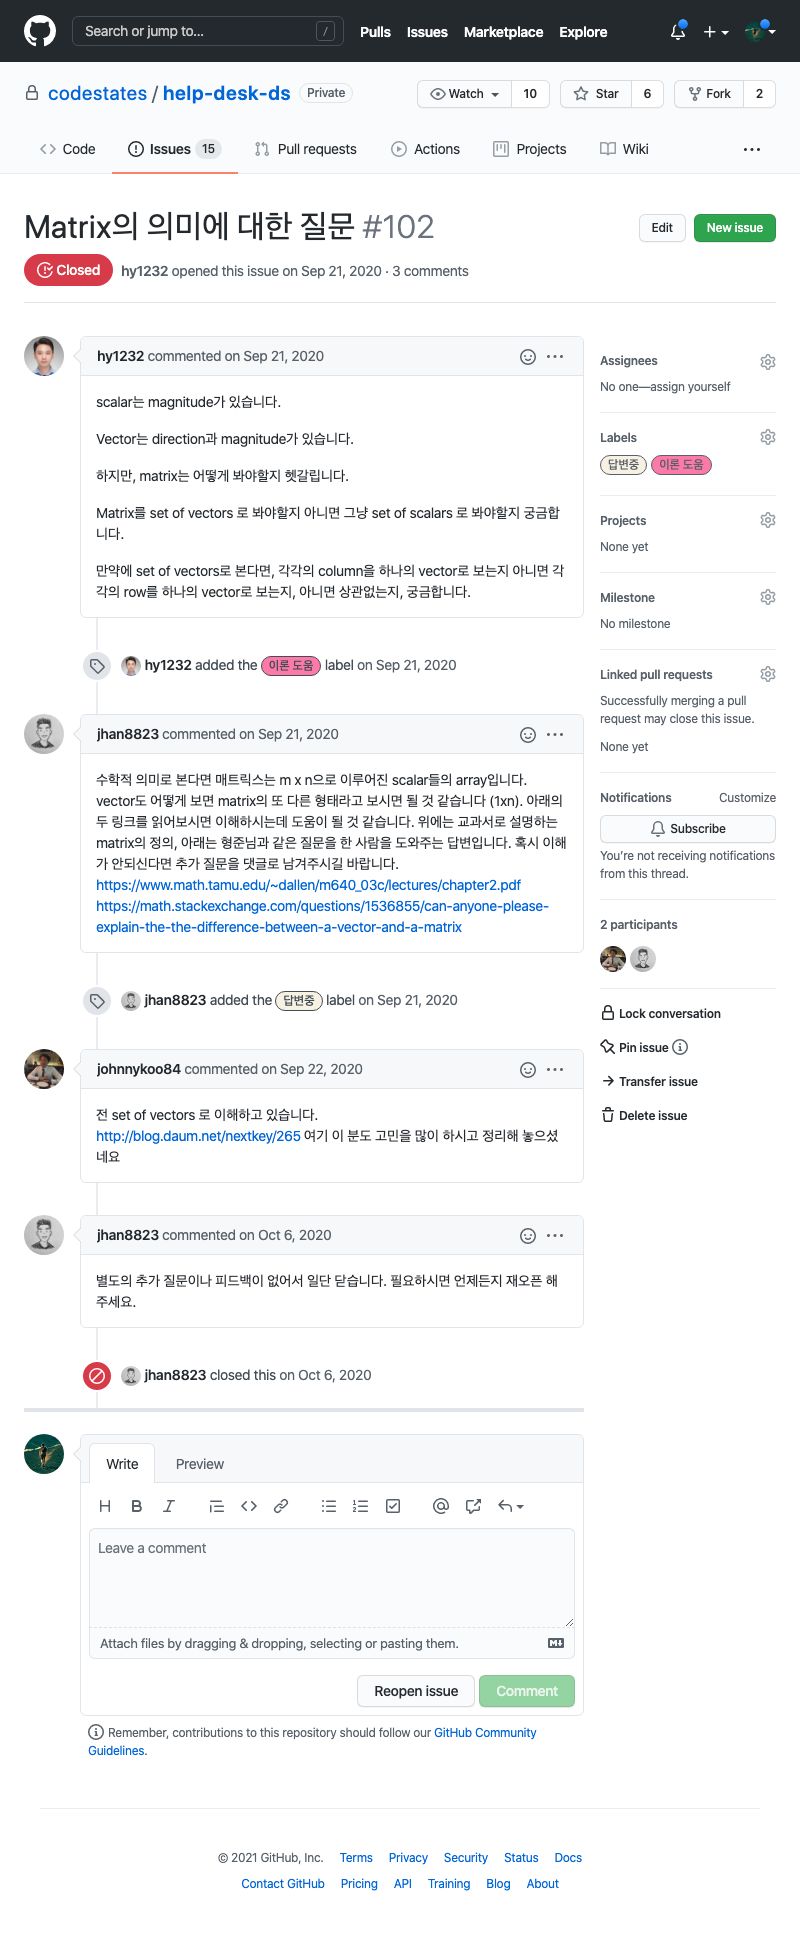 Search or jump to... /
Pulls Issues Marketplace Explore
codestates / help-desk-ds Private
Watch 10 Star 6 Fork 2
Code Issues 15 Pull requests Actions Projects Wiki ...
Matrix의 의미에 대한 질문 #102
Edit New issue
Closed hy1232 opened this issue on Sep 21, 2020 · 3 comments
hy1232 commented on Sep 21, 2020
scalar는 magnitude가 있습니다.
Vector는 direction과 magnitude가 있습니다.
하지만, matrix는 어떻게 봐야할지 헷갈립니다.
Matrix를 set of vectors 로 봐야할지 아니면 그냥 set of scalars 로 봐야할지 궁금합
니다.
만약에 set of vectors로 본다면, 각각의 column을 하나의 vector로 보는지 아니면 각
각의 row를 하나의 vector로 보는지, 아니면 상관없는지, 궁금합니다.
hy1232 added the 이론 도움 label on Sep 21, 2020
jhan8823 commented on Sep 21, 2020
수학적 의미로 본다면 매트릭스는 m x n으로 이루어진 scalar들의 array입니다.
vector도 어떻게 보면 matrix의 또 다른 형태라고 보시면 될 것 같습니다 (1xn). 아래의
두 링크를 읽어보시면 이해하시는데 도움이 될 것 같습니다. 위에는 교과서로 설명하는
matrix의 정의, 아래는 형준님과 같은 질문을 한 사람을 도와주는 답변입니다. 혹시 이해
가 안되신다면 추가 질문을 댓글로 남겨주시길 바랍니다.
https://www.math.tamu.edu/~dallen/m640_03c/lectures/chapter2.pdf
https://math.stackexchange.com/questions/1536855/can-anyone-please-
explain-the-the-difference-between-a-vector-and-a-matrix
jhan8823 added the 답변중 label on Sep 21, 2020
johnnykoo84 commented on Sep 22, 2020
전 set of vectors 로 이해하고 있습니다.
http://blog.daum.net/nextkey/265 여기 이 분도 고민을 많이 하시고 정리해 놓으셨
네요
jhan8823 commented on Oct 6, 2020
별도의 추가 질문이나 피드백이 없어서 일단 닫습니다. 필요하시면 언제든지 재오픈 해
주세요.
jhan8823 closed this on Oct 6, 2020
Write Preview
H B I
Leave a comment
Attach files by dragging & dropping, selecting or pasting them.
Reopen issue Comment
Remember, contributions to this repository should follow our GitHub Community
Guidelines.
Assignees
No one—assign yourself
Labels
답변중 이론 도움
Projects
None yet
Milestone
No milestone
Linked pull requests
Successfully merging a pull
request may close this issue.
None yet
Notifications Customize
Subscribe
You're not receiving notifications
from this thread.
2 participants
Lock conversation
Pin issue
Transfer issue
Delete issue
© 2021 GitHub, Inc. Terms Privacy Security Status Docs
Contact GitHub Pricing API Training Blog About